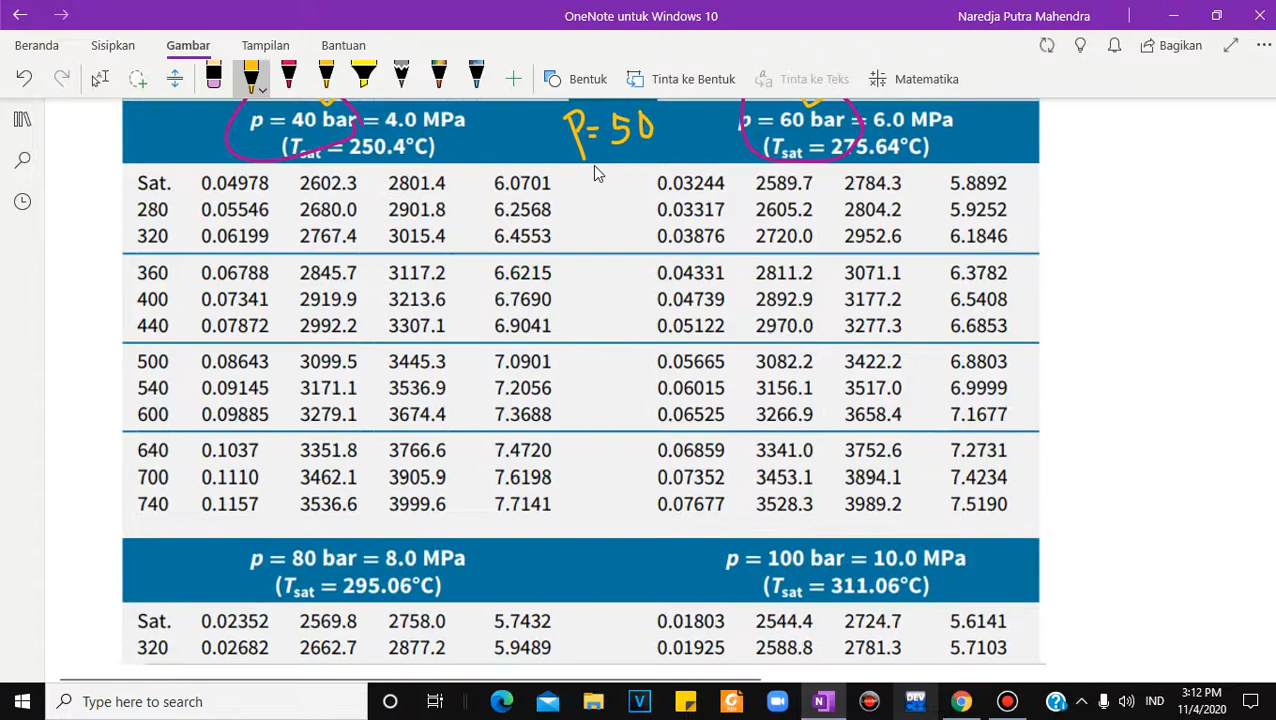 OneNote untuk Windows 10
Naredja Putra Mahendra
Beranda Sisipkan Gambar Tampilan Bantuan Bagikan
Bentuk Tinta ke Bentuk Tinta ke Teks Matematika
p = 40 bar = 4.0 MPa
(Tsat = 250.4°C)
P = 50
p = 60 bar = 6.0 MPa
(Tsat = 275.64°C)
Sat. 0.04978 2602.3 2801.4 6.0701 0.03244 2589.7 2784.3 5.8892
280 0.05546 2680.0 2901.8 6.2568 0.03317 2605.2 2804.2 5.9252
320 0.06199 2767.4 3015.4 6.4553 0.03876 2720.0 2952.6 6.1846
360 0.06788 2845.7 3117.2 6.6215 0.04331 2811.2 3071.1 6.3782
400 0.07341 2919.9 3213.6 6.7690 0.04739 2892.9 3177.2 6.5408
440 0.07872 2992.2 3307.1 6.9041 0.05122 2970.0 3277.3 6.6853
500 0.08643 3099.5 3445.3 7.0901 0.05665 3082.2 3422.2 6.8803
540 0.09145 3171.1 3536.9 7.2056 0.06015 3156.1 3517.0 6.9999
600 0.09885 3279.1 3674.4 7.3688 0.06525 3266.9 3658.4 7.1677
640 0.1037 3351.8 3766.6 7.4720 0.06859 3341.0 3752.6 7.2731
700 0.1110 3462.1 3905.9 7.6198 0.07352 3453.1 3894.1 7.4234
740 0.1157 3536.6 3999.6 7.7141 0.07677 3528.3 3989.2 7.5190
p = 80 bar = 8.0 MPa
(Tsat = 295.06°C)
p = 100 bar = 10.0 MPa
(Tsat = 311.06°C)
Sat. 0.02352 2569.8 2758.0 5.7432 0.01803 2544.4 2724.7 5.6141
320 0.02682 2662.7 2877.2 5.9489 0.01925 2588.8 2781.3 5.7103
Type here to search
DEV
IND
3:12 PM
11/4/2020